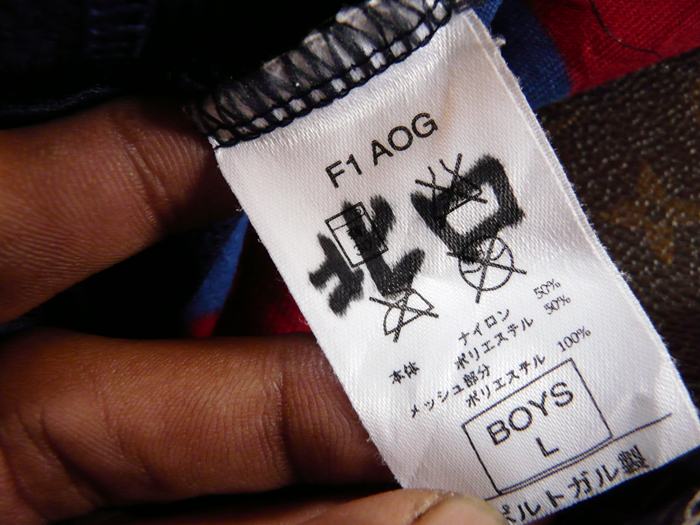 F1 AOG
北口
ナイロン 50%
本体 ポリエステル 50%
メッシュ部分
ポリエステル 100%
BOYS
L
ポルトガル製